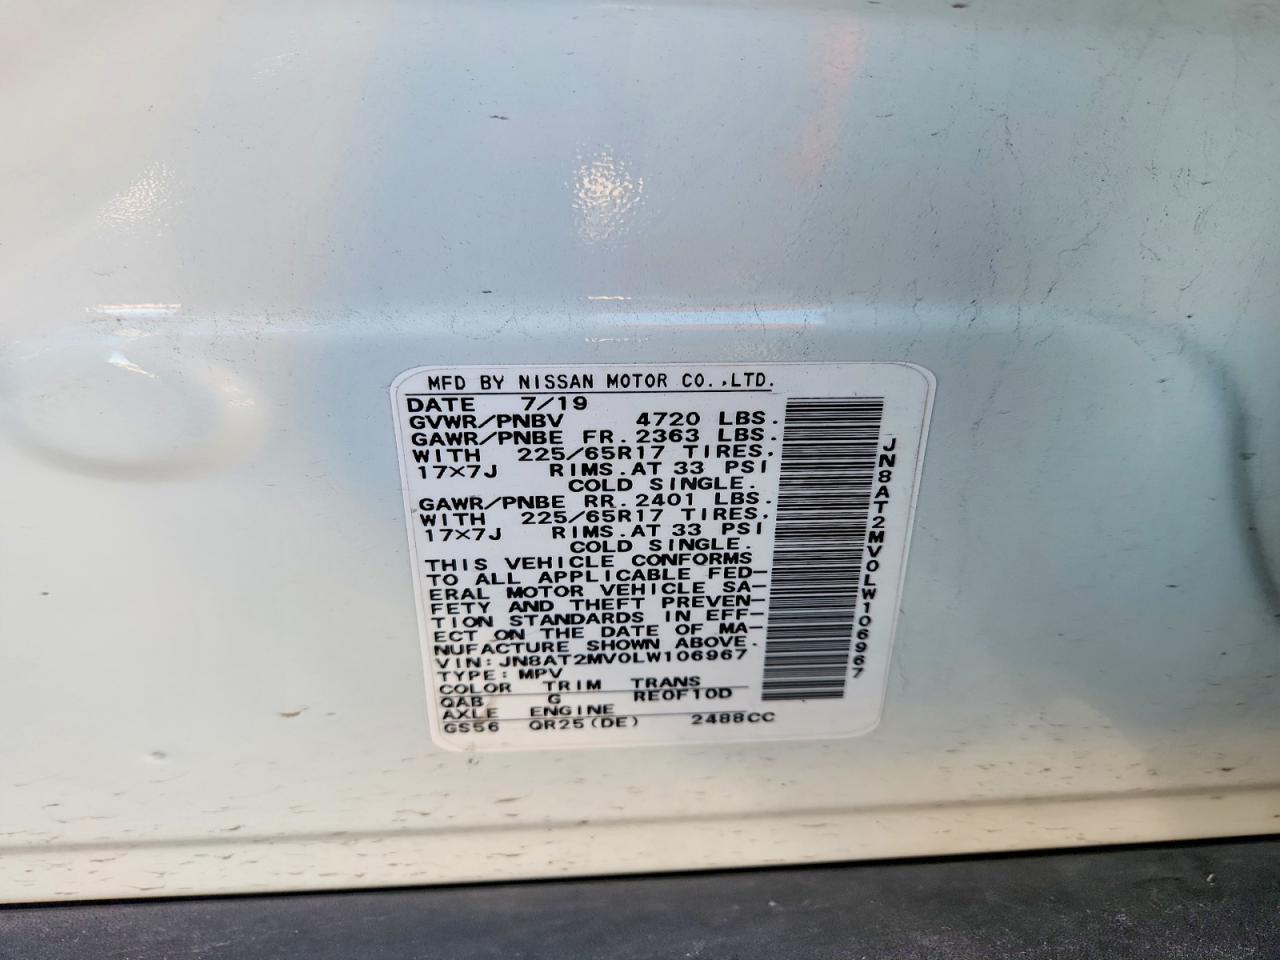 MFD BY NISSAN MOTOR CO.,LTD.
DATE 7/19
GVWR/PNBV 4720 LBS.
GAWR/PNBE FR.2363 LBS.
WITH 225/65R17 TIRES.
17×7J RIMS.AT 33 PSI
COLD SINGLE.
GAWR/PNBE RR.2401 LBS.
WITH 225/65R17 TIRES.
17×7J RIMS.AT 33 PSI
COLD SINGLE.
THIS VEHICLE CONFORMS
TO ALL APPLICABLE FED-
ERAL MOTOR VEHICLE SA-
FETY AND THEFT PREVEN-
TION STANDARDS IN EFF-
ECT ON THE DATE OF MA-
NUFACTURE SHOWN ABOVE.
VIN:JN8AT2MV0LW106967
TYPE:MPV
COLOR TRIM TRANS
QAB G RE0F10D
AXLE ENGINE
GS56 QR25(DE) 2488CC
JN8AT2MV0LW106967